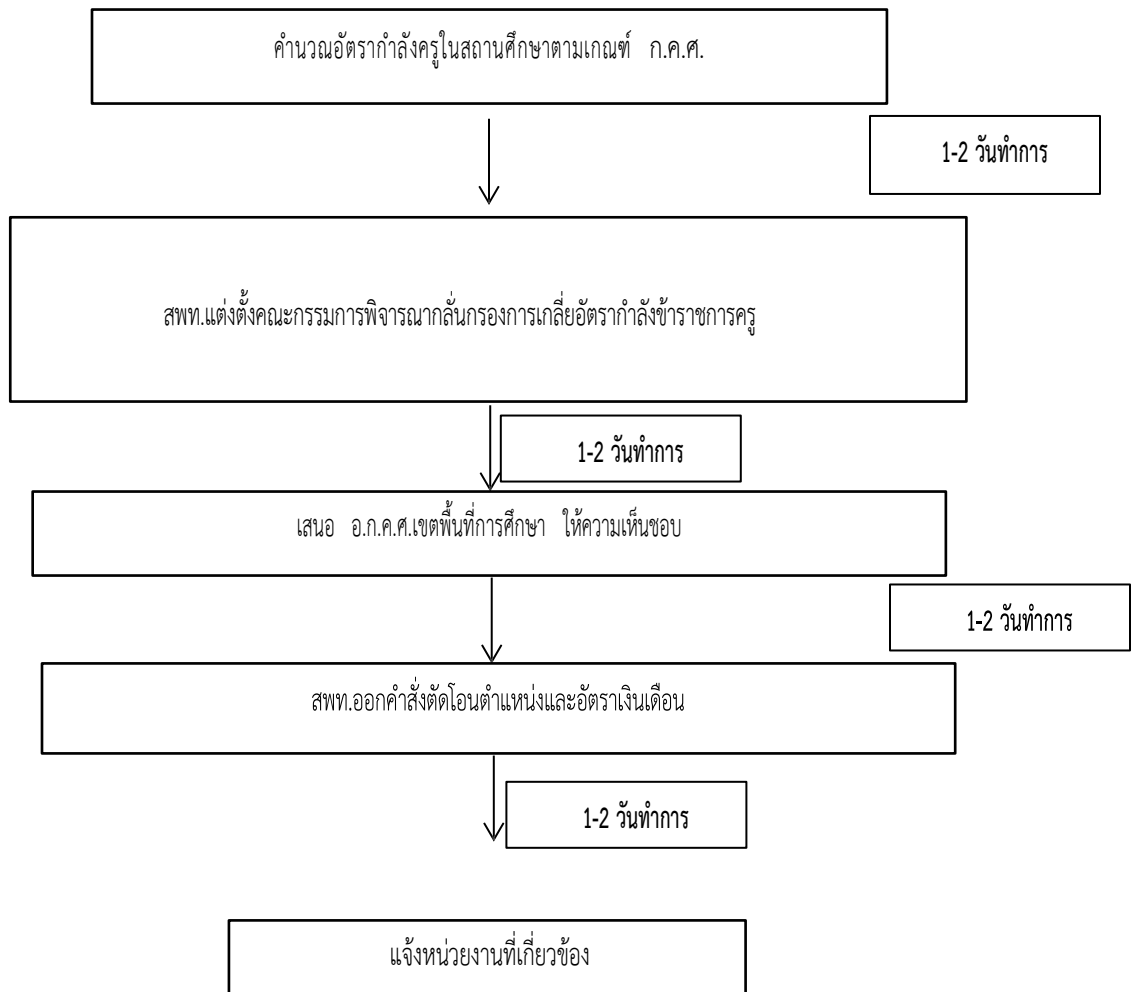 คำนวณอัตรากำลังครูในสถานศึกษาตามเกณฑ์ ก.ค.ศ.
1-2 วันทำการ
สพท.แต่งตั้งคณะกรรมการพิจารณากลั่นกรองการเกลี่ยอัตรากำลังข้าราชการครู
1-2 วันทำการ
เสนอ อ.ก.ค.ศ.เขตพื้นที่การศึกษา ให้ความเห็นชอบ
1-2 วันทำการ
สพท.ออกคำสั่งตัดโอนตำแหน่งและอัตราเงินเดือน
1-2 วันทำการ
แจ้งหน่วยงานที่เกี่ยวข้อง